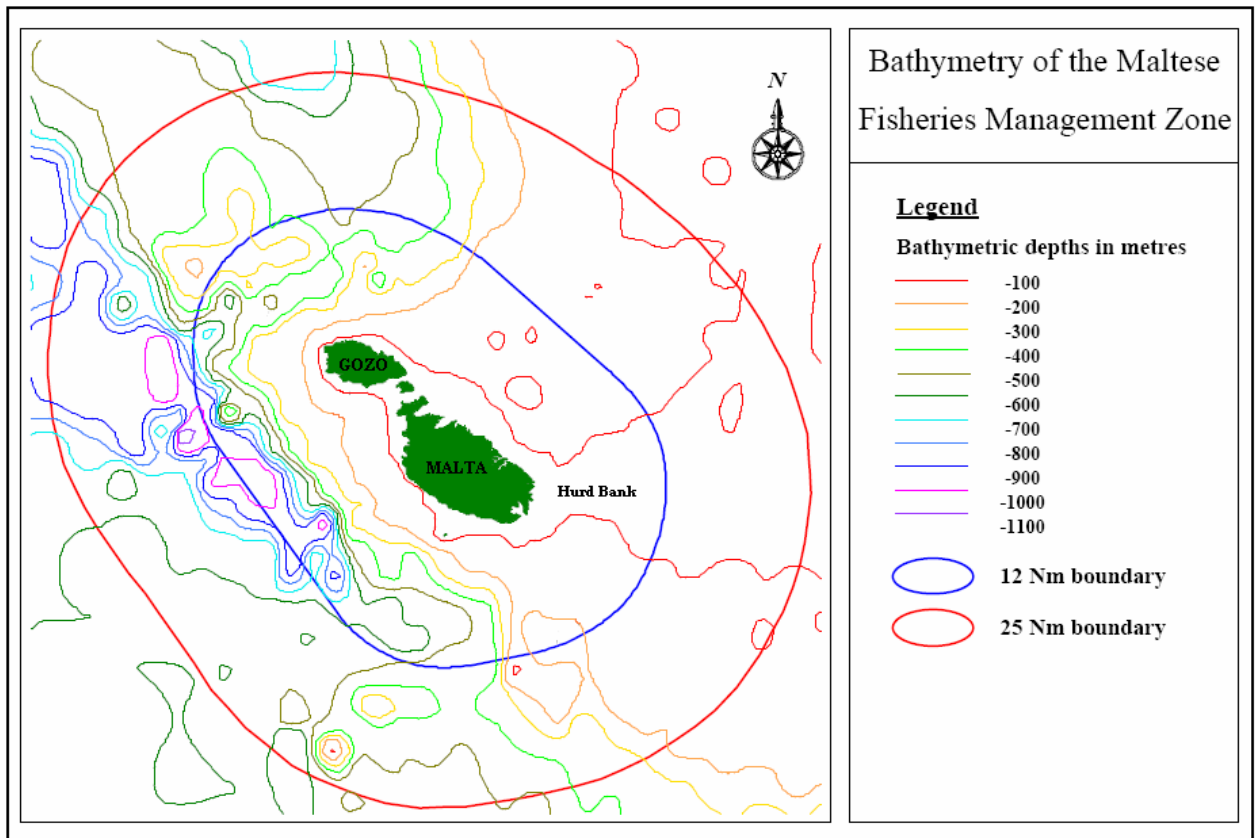 Bathymetry of the Maltese
Fisheries Management Zone
N
GOZO
MALTA
Hurd Bank
Legend
Bathymetric depths in metres
-100
-200
-300
-400
-500
-600
-700
-800
-900
-1000
-1100
12 Nm boundary
25 Nm boundary